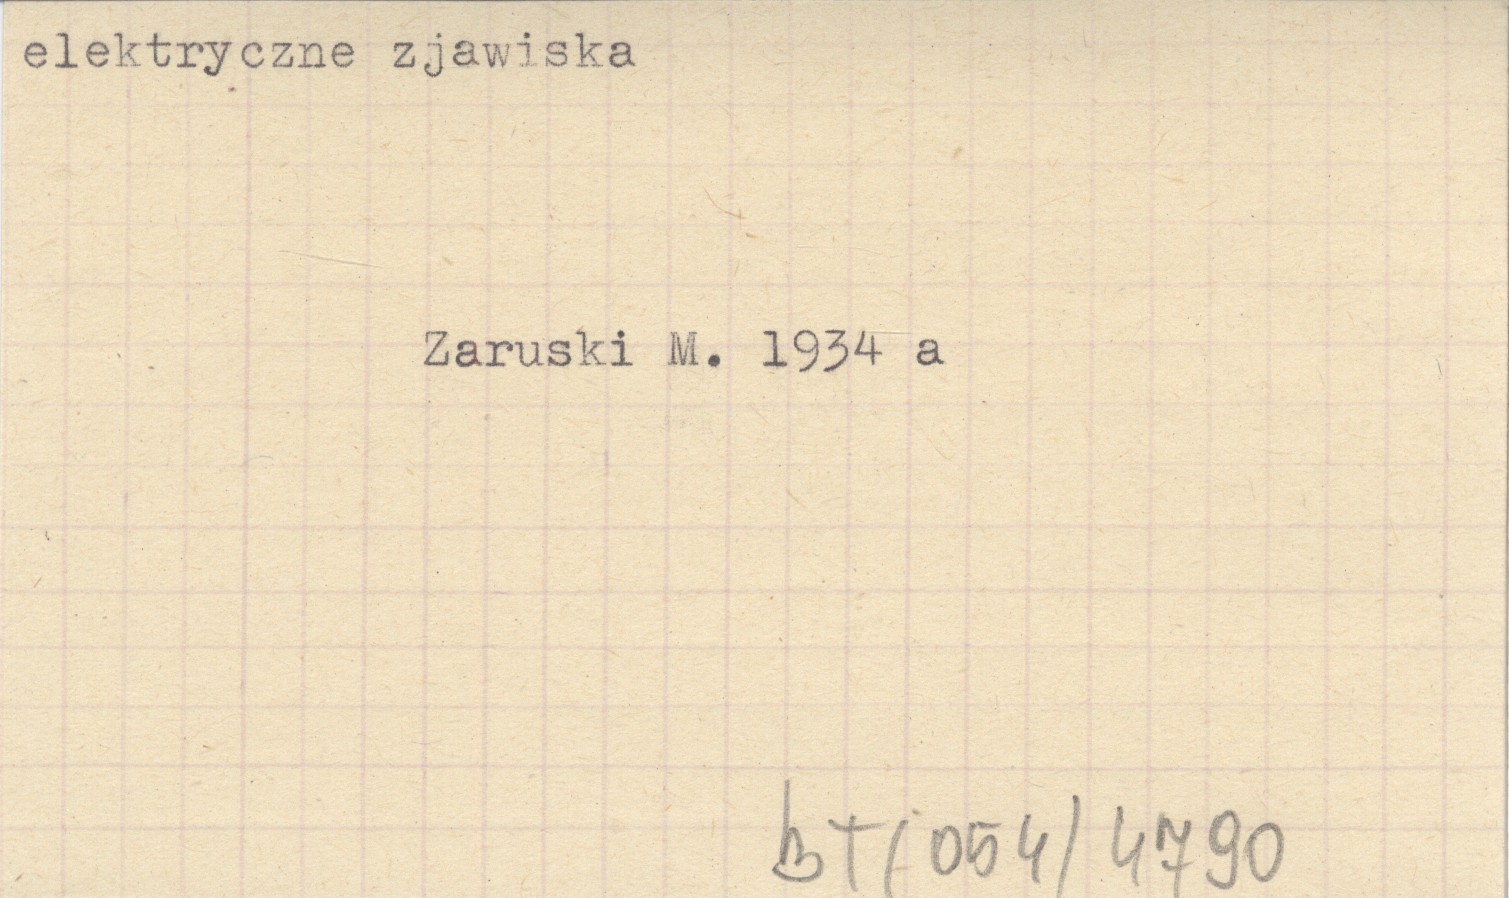 elektryczne zjawiska
Zaruski M. 1934 a
BT(054) 4790